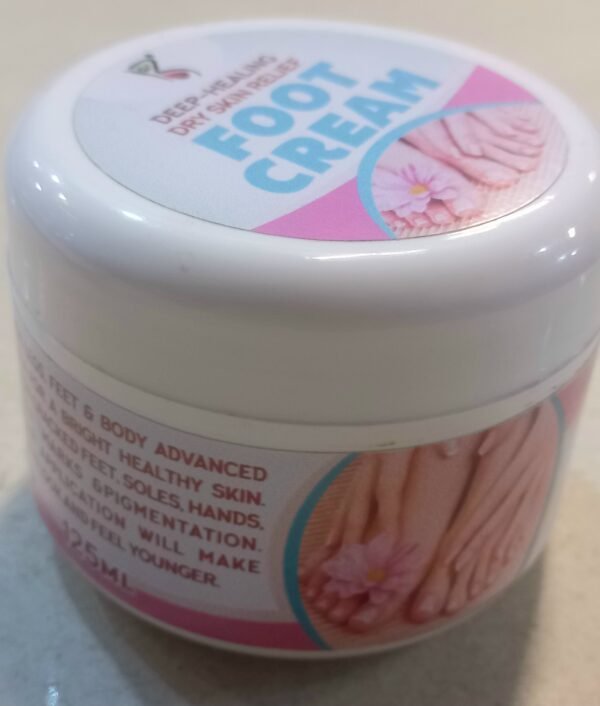 DEEP-HEALING
DRY SKIN RELIEF
FOOT
CREAM
FEET & BODY ADVANCED
A BRIGHT HEALTHY SKIN.
FEET, SOLES, HANDS,
MARKS &PIGMENTATION.
WILL MAKE
AND FEEL YOUNGER.
125ML